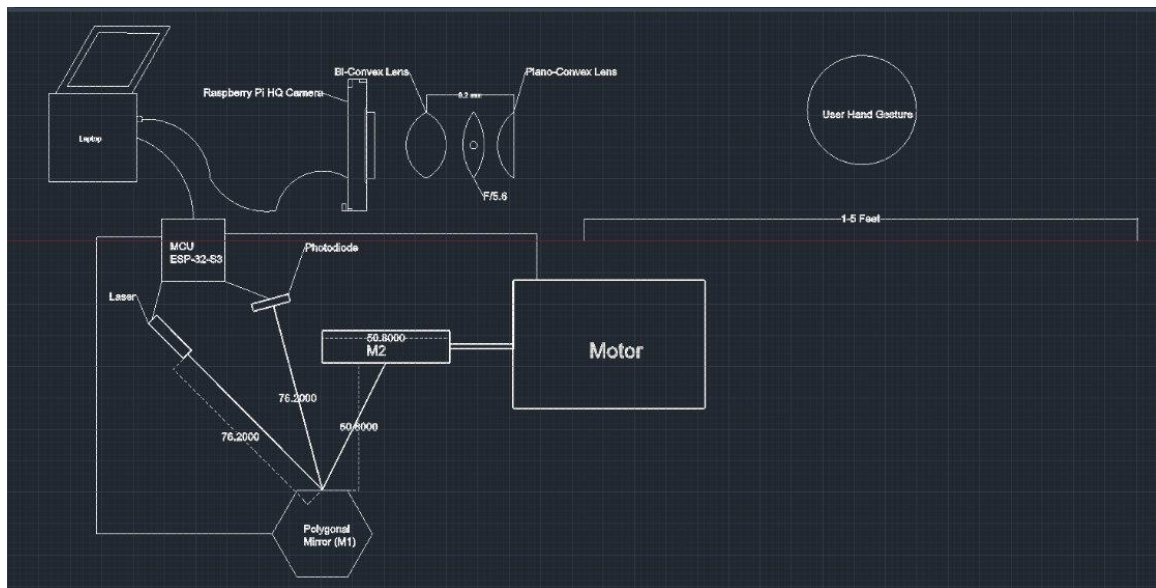 Bi-Convex Lens
Plano-Convex Lens
Raspberry Pi HQ Camera
Laptop
User Hand Gesture
F/5.6
1-5 Feet
MCU
ESP-32-S3
Photodiode
Laser
50.8000
M2
Motor
76.2000
50.8000
76.2000
Polygonal
Mirror (M1)